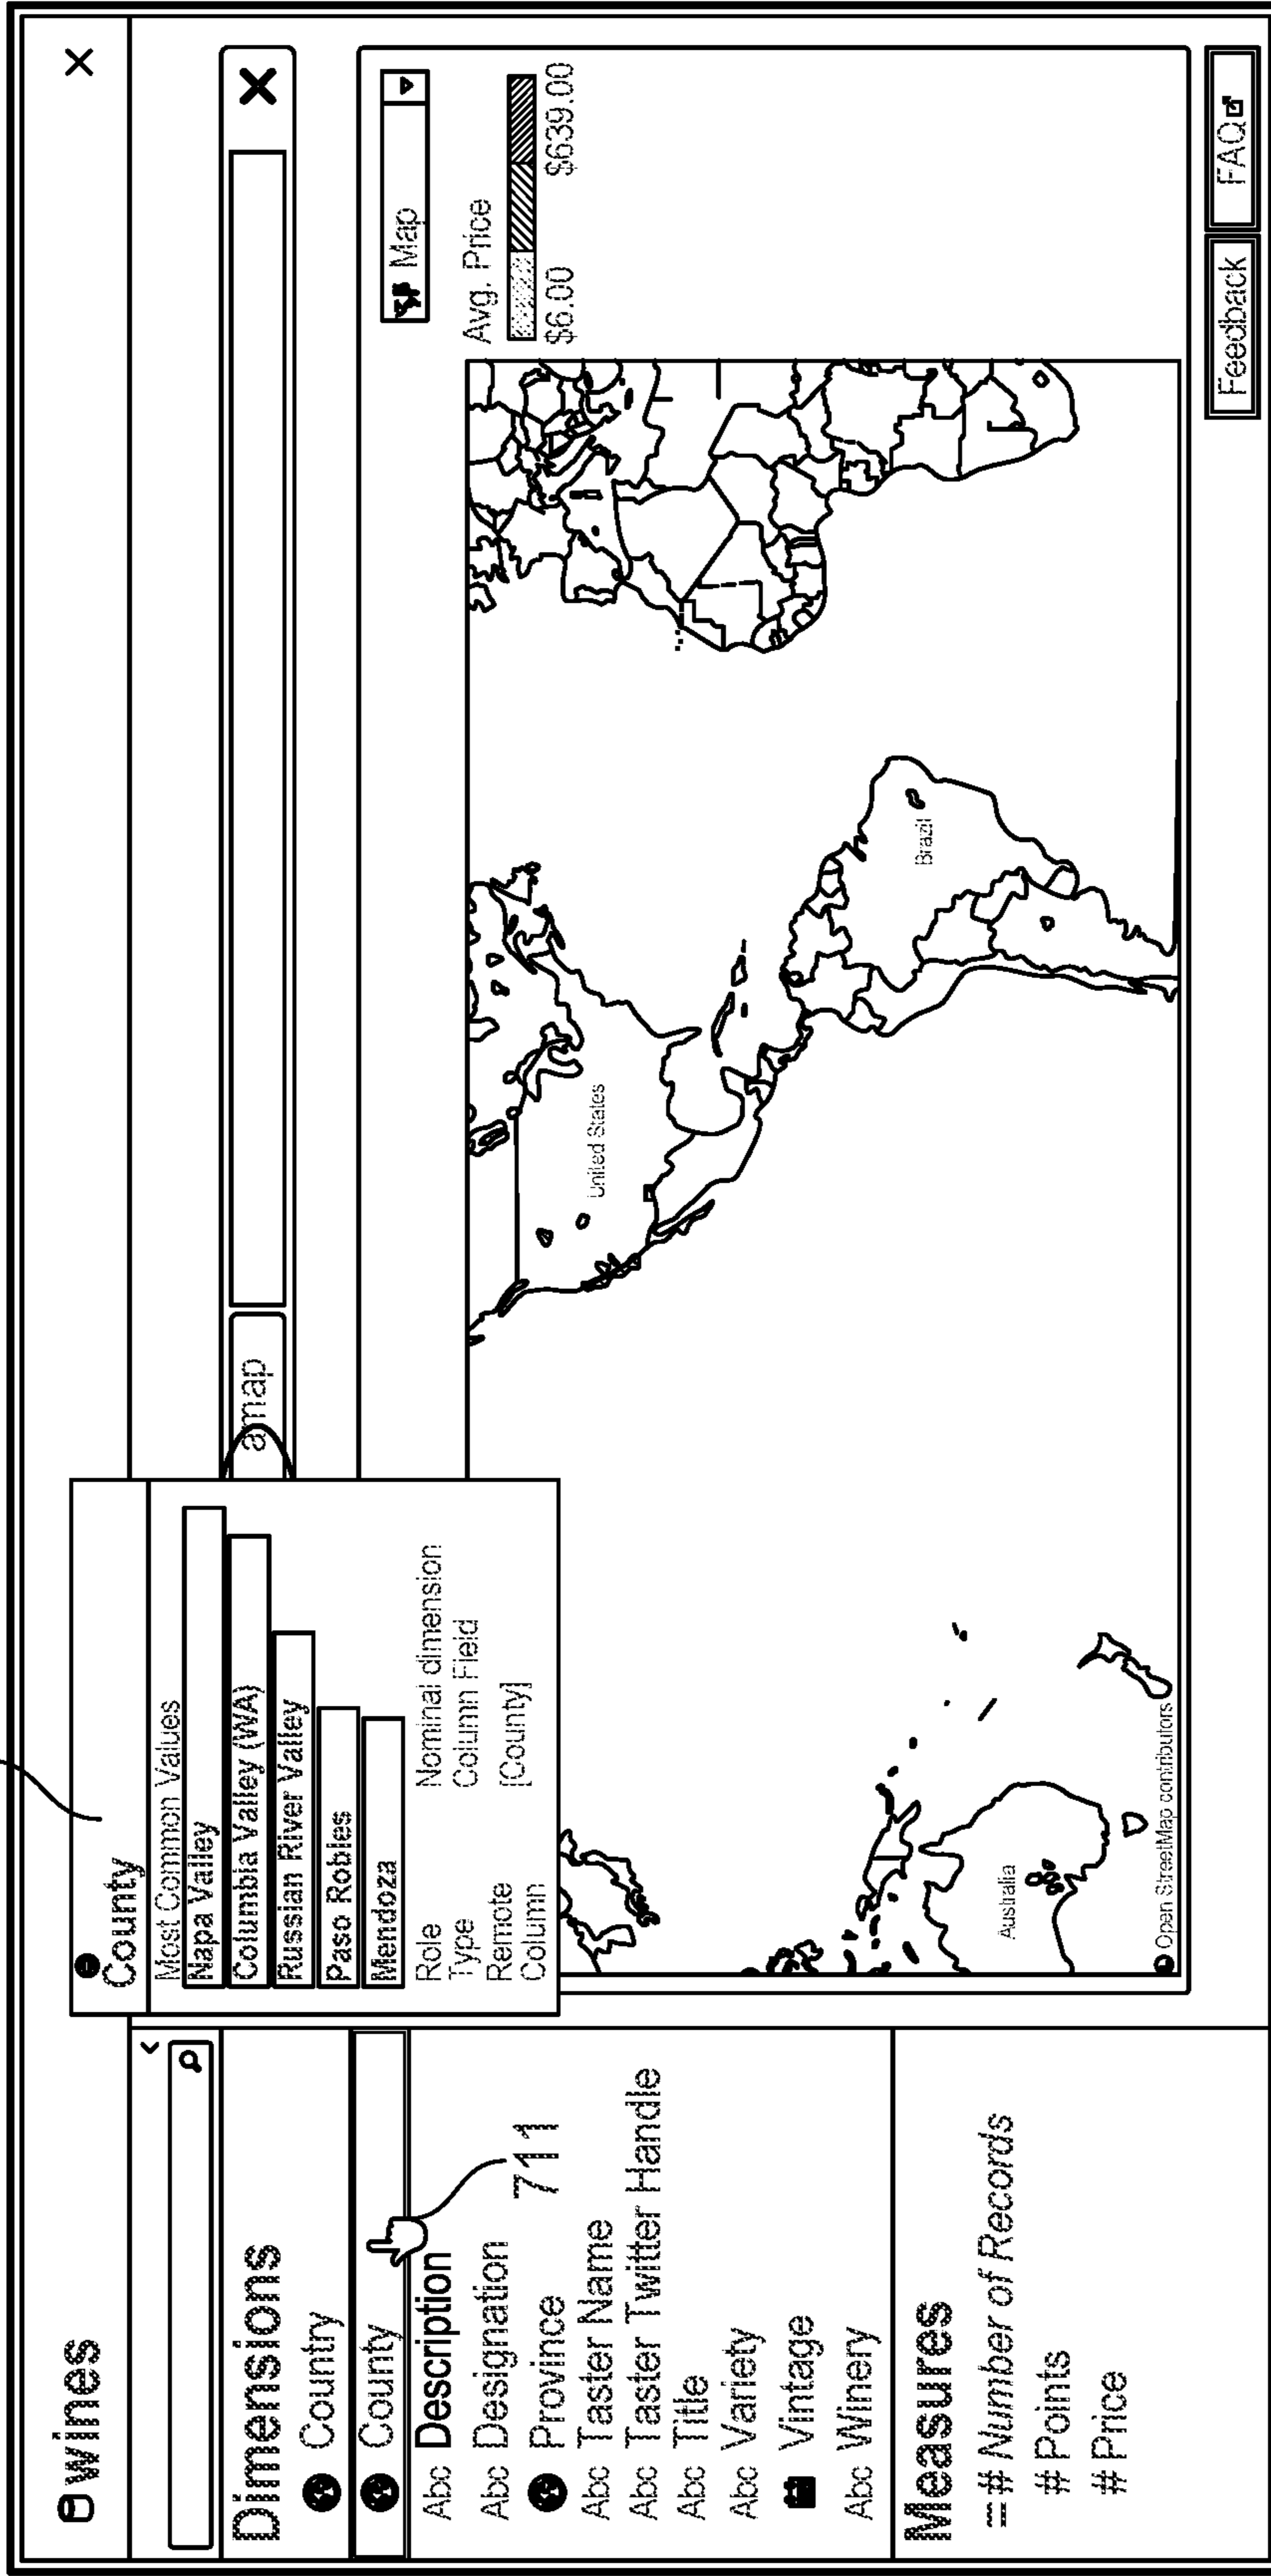 wines
×
Dimensions
Country
County
Abc Description
Abc Designation
Province
Abc Taster Name
Abc Taster Twitter Handle
Abc Title
Abc Variety
Vintage
Abc Winery
711
Measures
# Number of Records
# Points
# Price
County
Most Common Values
Napa Valley
Columbia Valley (WA)
Russian River Valley
Paso Robles
Mendoza
Role Nominal dimension
Type Column Field
Remote
Column [County]
amap
×
Map
Avg. Price
$6.00 $639.00
United States
Brazil
Australia
Open StreetMap contributors
Feedback
FAQ